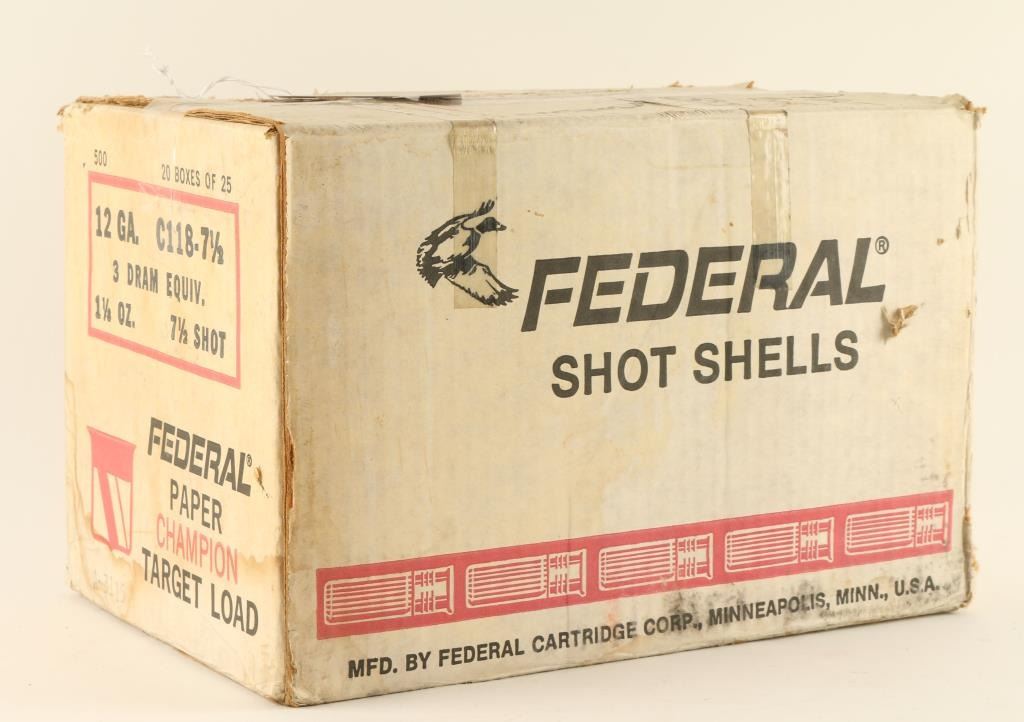 500 20 BOXES OF 25
12 GA. C118-7½
3 DRAM EQUIV.
1⅛ OZ. 7½ SHOT
FEDERAL®
PAPER
CHAMPION
TARGET LOAD
FEDERAL®
SHOT SHELLS
MFD. BY FEDERAL CARTRIDGE CORP., MINNEAPOLIS, MINN., U.S.A.